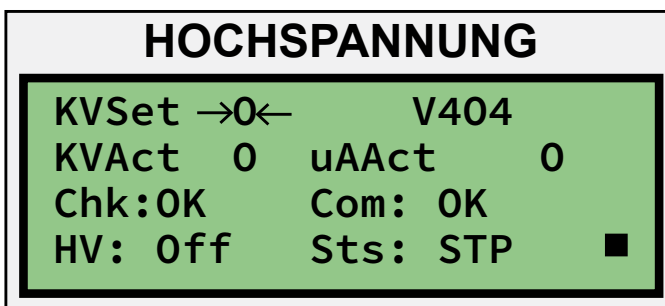 HOCHSPANNUNG
KVSet →0← V404
KVAct 0 uAAct 0
Chk:OK Com: OK
HV: Off Sts: STP ■